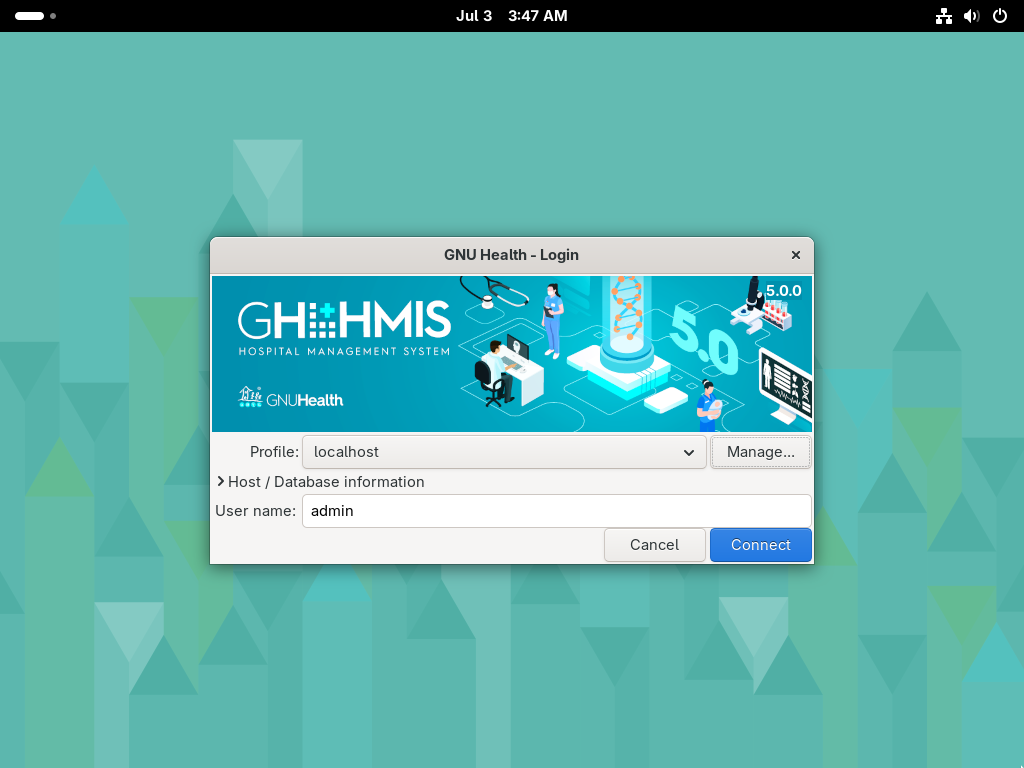 Jul 3 3:47 AM
GNU Health - Login
5.0.0
GH HMIS
HOSPITAL MANAGEMENT SYSTEM
5.0
GNUHealth
Profile: localhost Manage...
Host / Database information
User name: admin
Cancel Connect